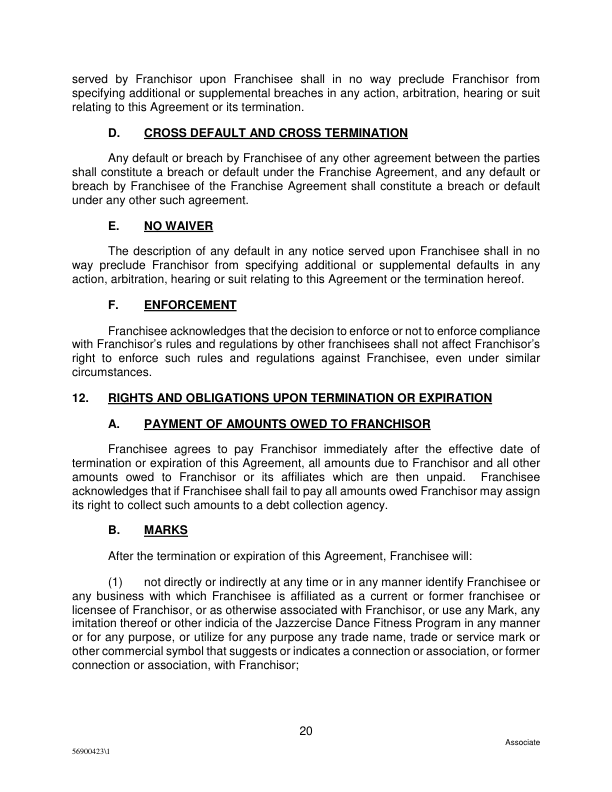 served by Franchisor upon Franchisee shall in no way preclude Franchisor from
specifying additional or supplemental breaches in any action, arbitration, hearing or suit
relating to this Agreement or its termination.
D. CROSS DEFAULT AND CROSS TERMINATION
Any default or breach by Franchisee of any other agreement between the parties
shall constitute a breach or default under the Franchise Agreement, and any default or
breach by Franchisee of the Franchise Agreement shall constitute a breach or default
under any other such agreement.
E. NO WAIVER
The description of any default in any notice served upon Franchisee shall in no
way preclude Franchisor from specifying additional or supplemental defaults in any
action, arbitration, hearing or suit relating to this Agreement or the termination hereof.
F. ENFORCEMENT
Franchisee acknowledges that the decision to enforce or not to enforce compliance
with Franchisor's rules and regulations by other franchisees shall not affect Franchisor's
right to enforce such rules and regulations against Franchisee, even under similar
circumstances.
12. RIGHTS AND OBLIGATIONS UPON TERMINATION OR EXPIRATION
A. PAYMENT OF AMOUNTS OWED TO FRANCHISOR
Franchisee agrees to pay Franchisor immediately after the effective date of
termination or expiration of this Agreement, all amounts due to Franchisor and all other
amounts owed to Franchisor or its affiliates which are then unpaid. Franchisee
acknowledges that if Franchisee shall fail to pay all amounts owed Franchisor may assign
its right to collect such amounts to a debt collection agency.
B. MARKS
After the termination or expiration of this Agreement, Franchisee will:
(1) not directly or indirectly at any time or in any manner identify Franchisee or
any business with which Franchisee is affiliated as a current or former franchisee or
licensee of Franchisor, or as otherwise associated with Franchisor, or use any Mark, any
imitation thereof or other indicia of the Jazzercise Dance Fitness Program in any manner
or for any purpose, or utilize for any purpose any trade name, trade or service mark or
other commercial symbol that suggests or indicates a connection or association, or former
connection or association, with Franchisor;
20
Associate
56900423\1